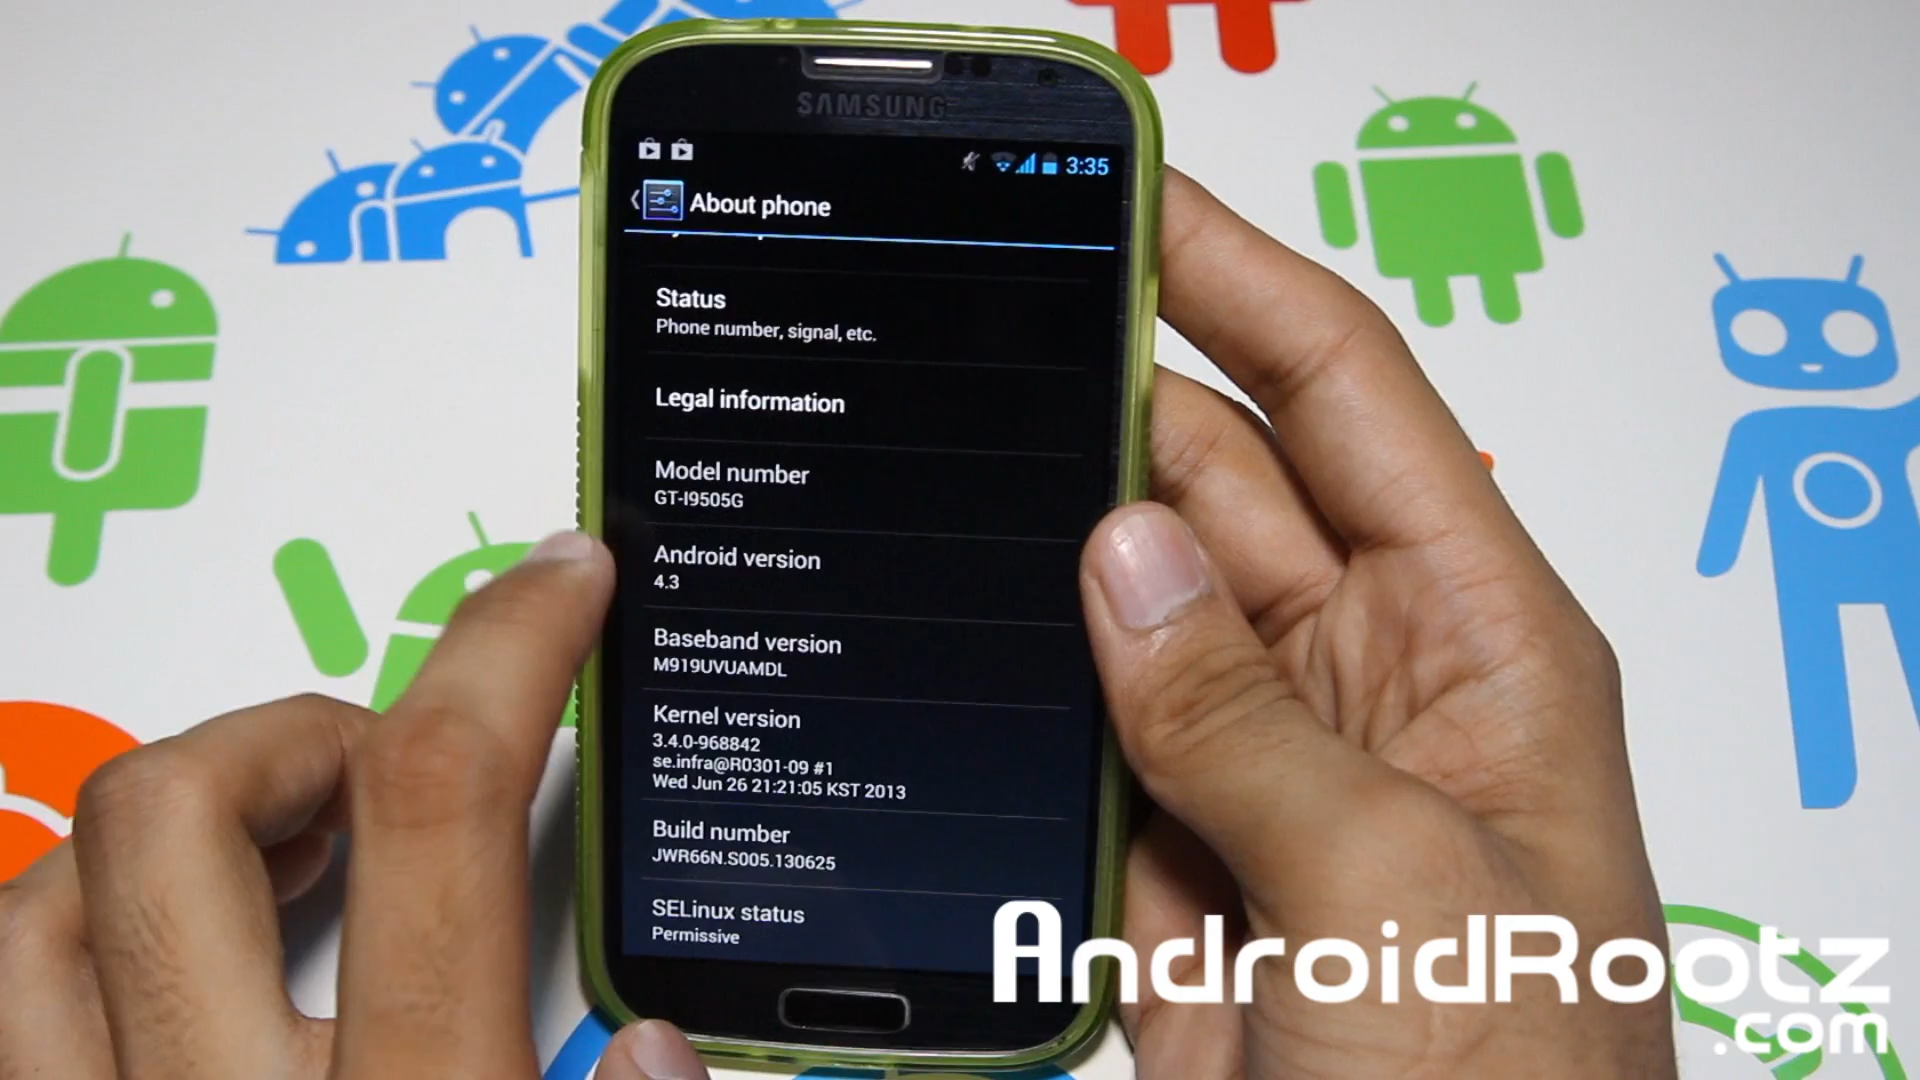 SAMSUNG
3:35
About phone
Status
Phone number, signal, etc.
Legal information
Model number
GT-I9505G
Android version
4.3
Baseband version
M919UVUAMDL
Kernel version
3.4.0-968842
se.infra@R0301-09 #1
Wed Jun 26 21:21:05 KST 2013
Build number
JWR66N.S005.130625
SELinux status
Permissive
AndroidRootz
.com